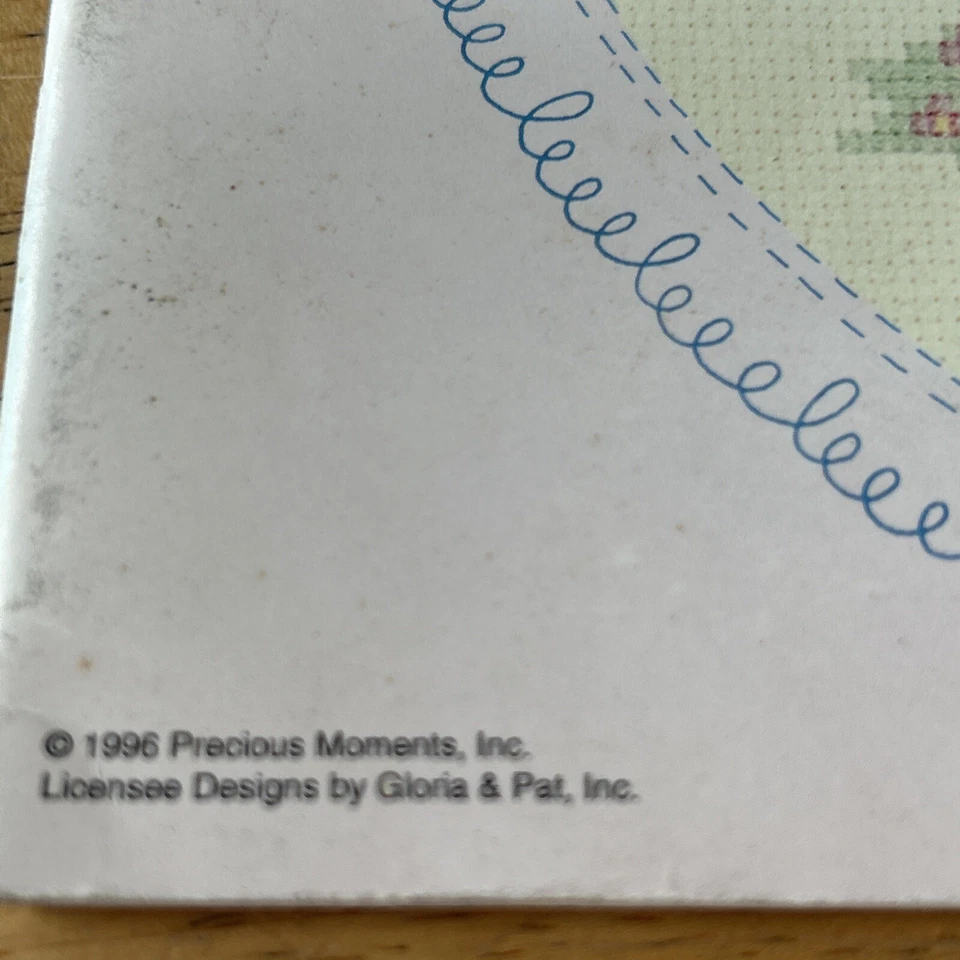 © 1996 Precious Moments, Inc.
Licensee Designs by Gloria & Pat, Inc.